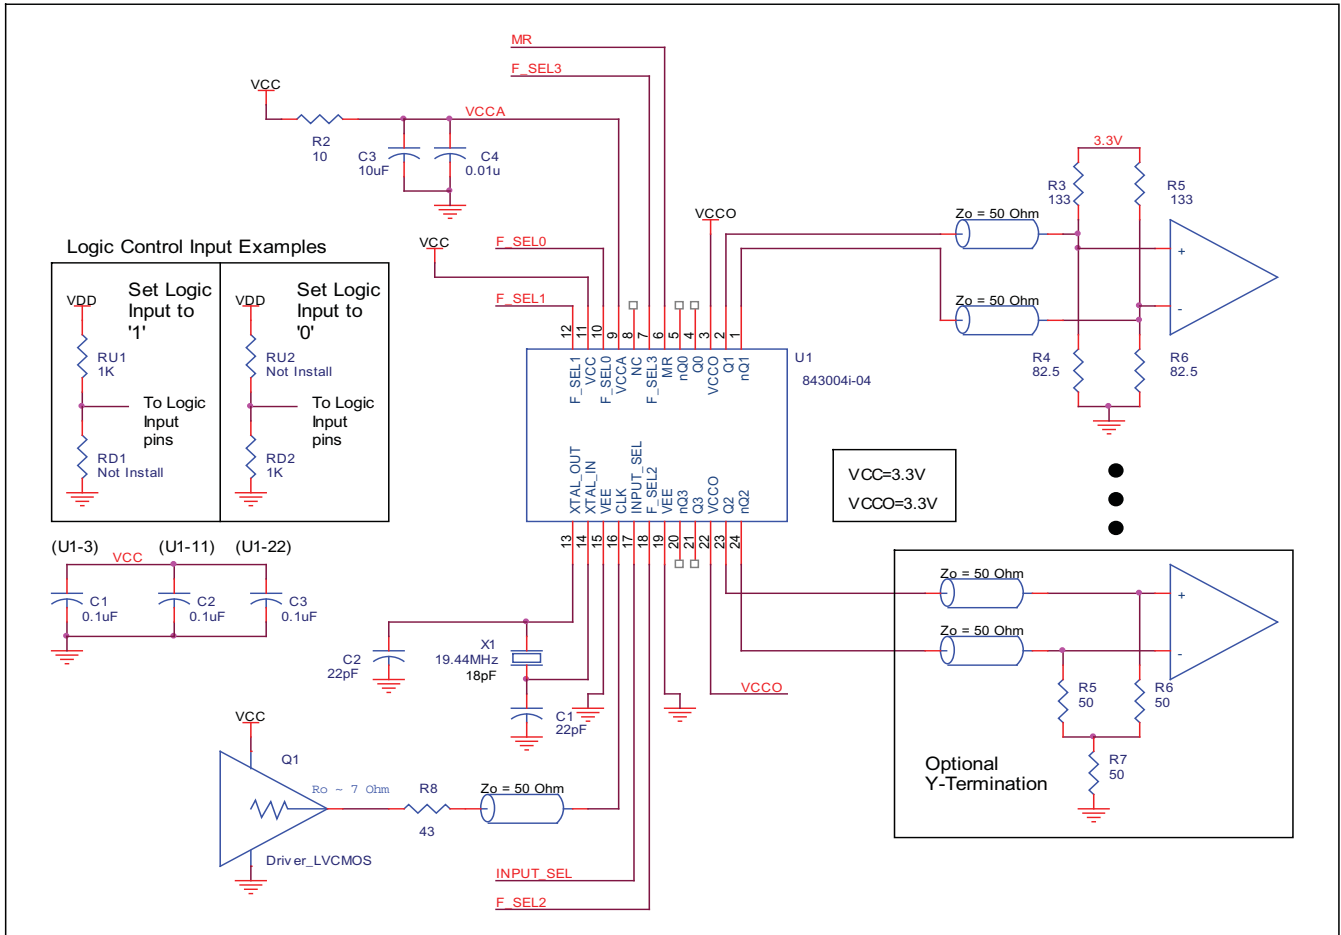 MR
F_SEL3
VCC
VCCA
R2
10
C3
10uF
C4
0.01u
3.3V
R3
133
R5
133
Zo = 50 Ohm
VCCO
VCC
F_SEL0
F_SEL1
Logic Control Input Examples
VDD
Set Logic
Input to
'1'
RU1
1K
To Logic
Input
pins
RD1
Not Install
VDD
Set Logic
Input to
'0'
RU2
Not Install
To Logic
Input
pins
RD2
1K
+
-
Zo = 50 Ohm
R4
82.5
R6
82.5
12
11
10
9
8
7
6
5
4
3
2
1
F_SEL1
VCC
F_SEL0
VCCA
NC
F_SEL3
MR
nQ0
Q0
VCCO
Q1
nQ1
U1
843004i-04
XTAL_OUT
XTAL_IN
VEE
CLK
INPUT_SEL
F_SEL2
VEE
nQ3
Q3
VCCO
Q2
nQ2
13
14
15
16
17
18
19
20
21
22
23
24
VCC=3.3V
VCCO=3.3V
(U1-3)
(U1-11)
(U1-22)
VCC
C1
0.1uF
C2
0.1uF
C3
0.1uF
C2
22pF
X1
19.44MHz
18pF
C1
22pF
VCCO
Zo = 50 Ohm
Zo = 50 Ohm
+
-
R5
50
R6
50
R7
50
Optional
Y-Termination
VCC
Q1
Ro ~ 7 Ohm
R8
43
Zo = 50 Ohm
Driver_LVCMOS
INPUT_SEL
F_SEL2